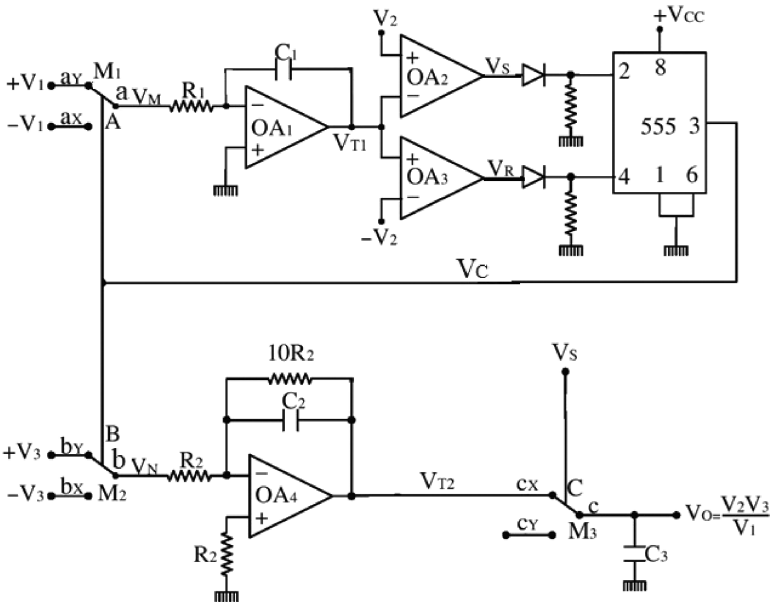 V2
+VCC
C1
+V1 aY M1
a VM R1
−V1 aX A
−
+
OA1
VT1
+
OA2
−
VS
+
OA3
−
VR
−V2
2 8
555 3
4 1 6
VC
10R2
C2
VS
+V3 bY B
b VN R2
−V3 bX M2
−
OA4
+
R2
VT2
cX C
c
cY M3
VO=V2V3/V1
C3